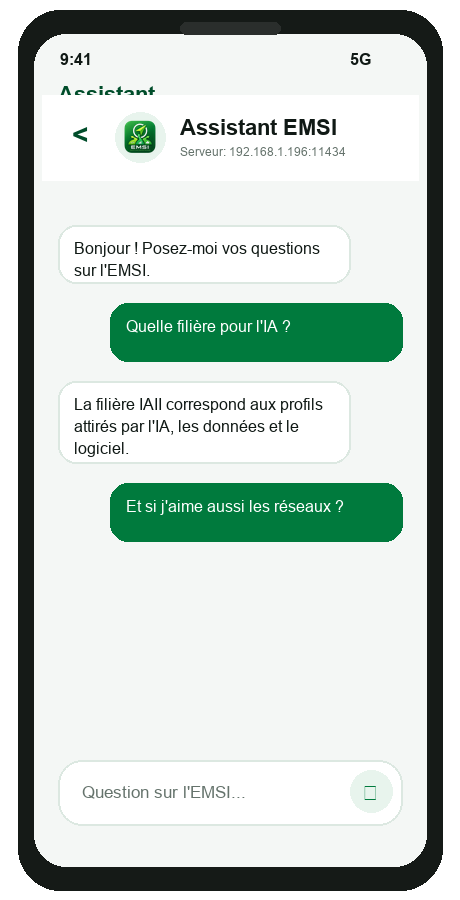 9:41
5G
Assistant
<
EMSI
Assistant EMSI
Serveur: 192.168.1.196:11434
Bonjour ! Posez-moi vos questions
sur l'EMSI.
Quelle filière pour l'IA ?
La filière IAII correspond aux profils
attirés par l'IA, les données et le
logiciel.
Et si j'aime aussi les réseaux ?
Question sur l'EMSI...